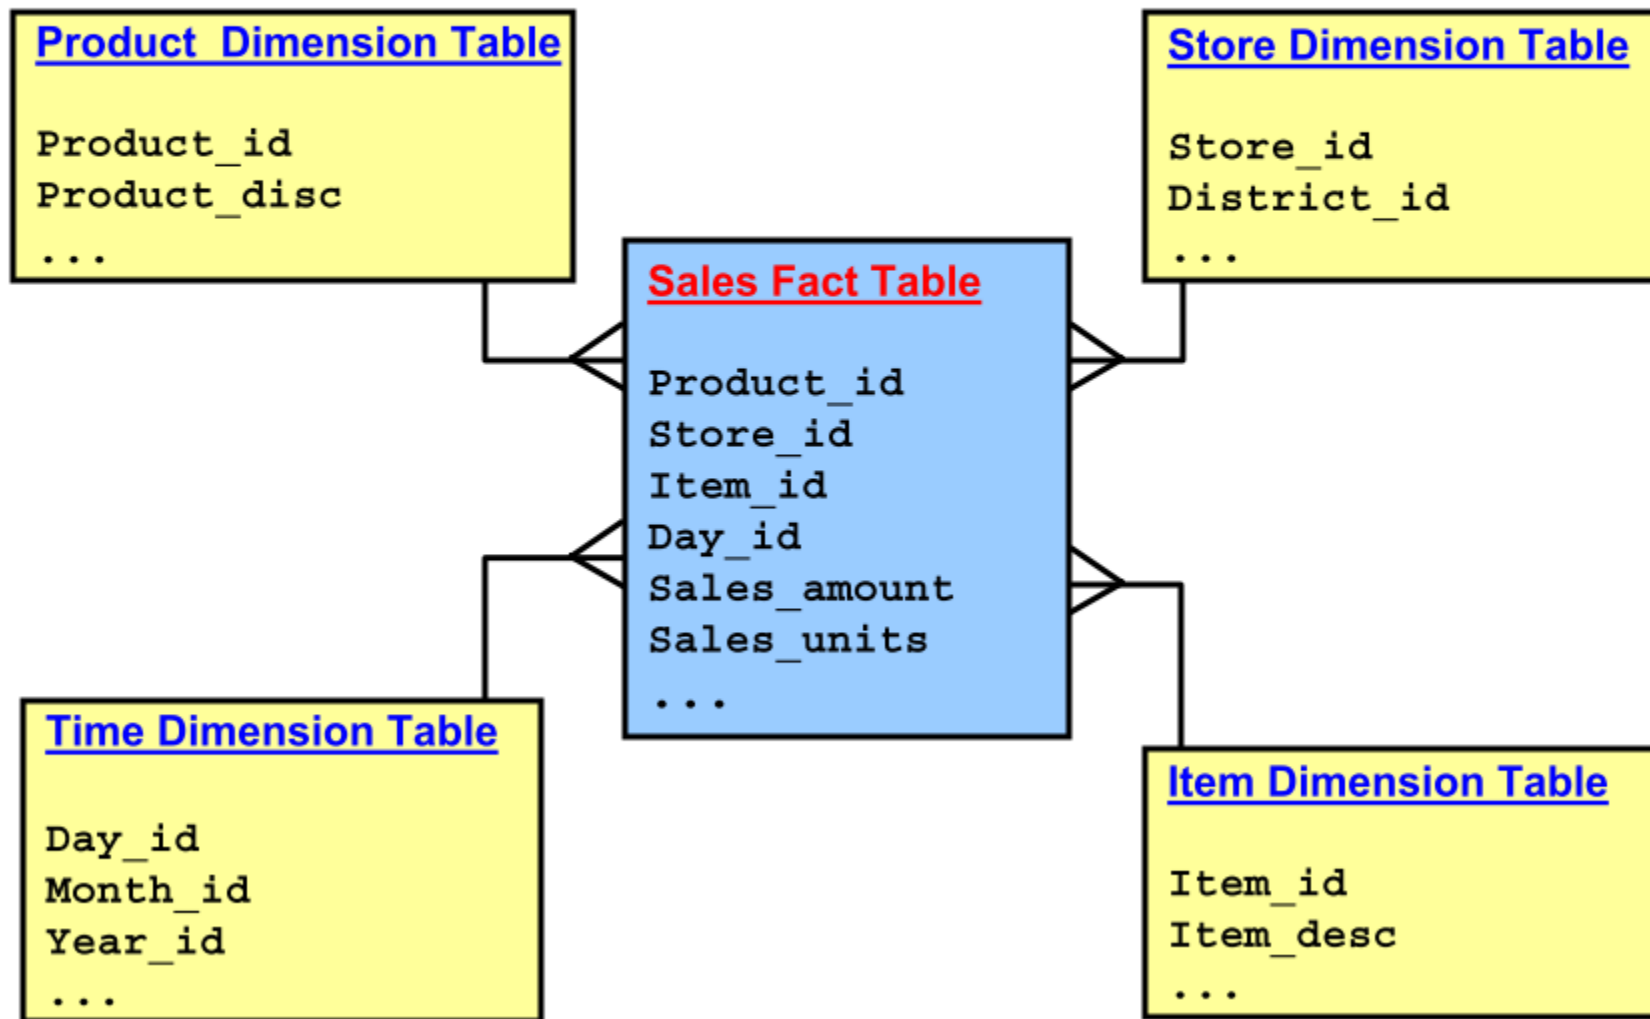 Product Dimension Table
Product_id
Product_disc
...
Store Dimension Table
Store_id
District_id
...
Sales Fact Table
Product_id
Store_id
Item_id
Day_id
Sales_amount
Sales_units
...
Time Dimension Table
Day_id
Month_id
Year_id
...
Item Dimension Table
Item_id
Item_desc
...